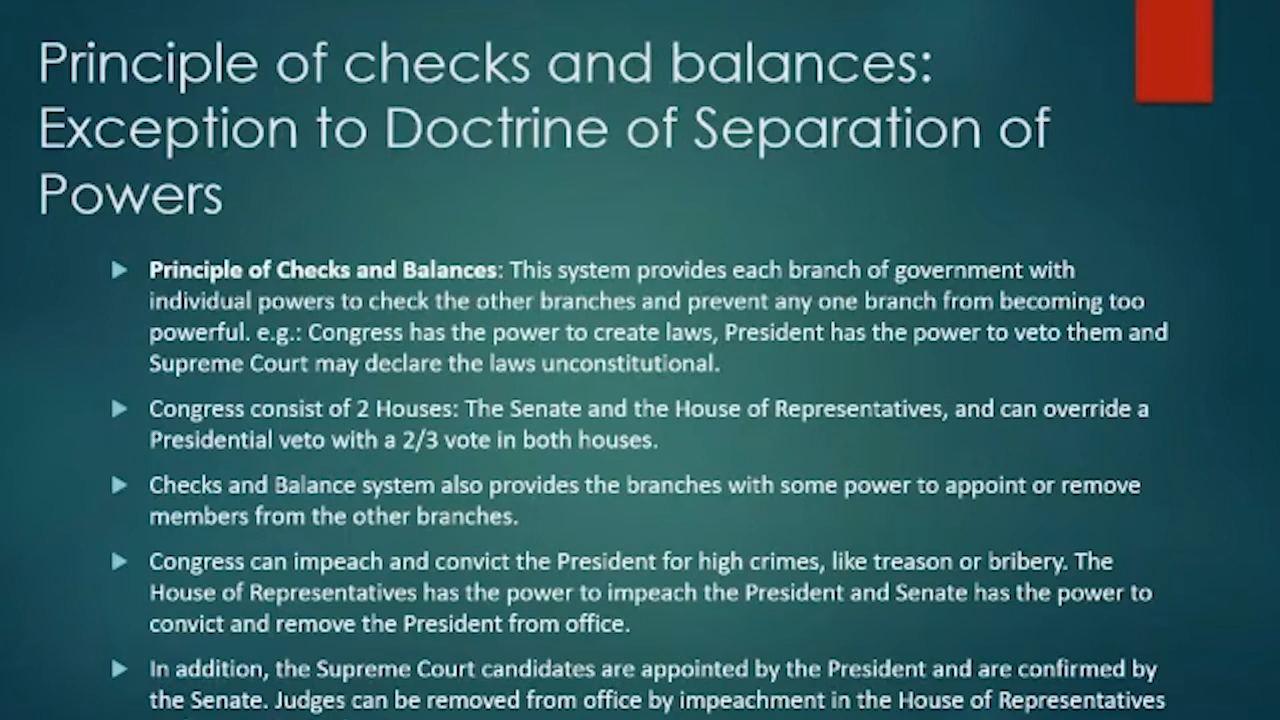 Principle of checks and balances:
Exception to Doctrine of Separation of
Powers
Principle of Checks and Balances: This system provides each branch of government with
individual powers to check the other branches and prevent any one branch from becoming too
powerful. e.g.: Congress has the power to create laws, President has the power to veto them and
Supreme Court may declare the laws unconstitutional.
Congress consist of 2 Houses: The Senate and the House of Representatives, and can override a
Presidential veto with a 2/3 vote in both houses.
Checks and Balance system also provides the branches with some power to appoint or remove
members from the other branches.
Congress can impeach and convict the President for high crimes, like treason or bribery. The
House of Representatives has the power to impeach the President and Senate has the power to
convict and remove the President from office.
In addition, the Supreme Court candidates are appointed by the President and are confirmed by
the Senate. Judges can be removed from office by impeachment in the House of Representatives